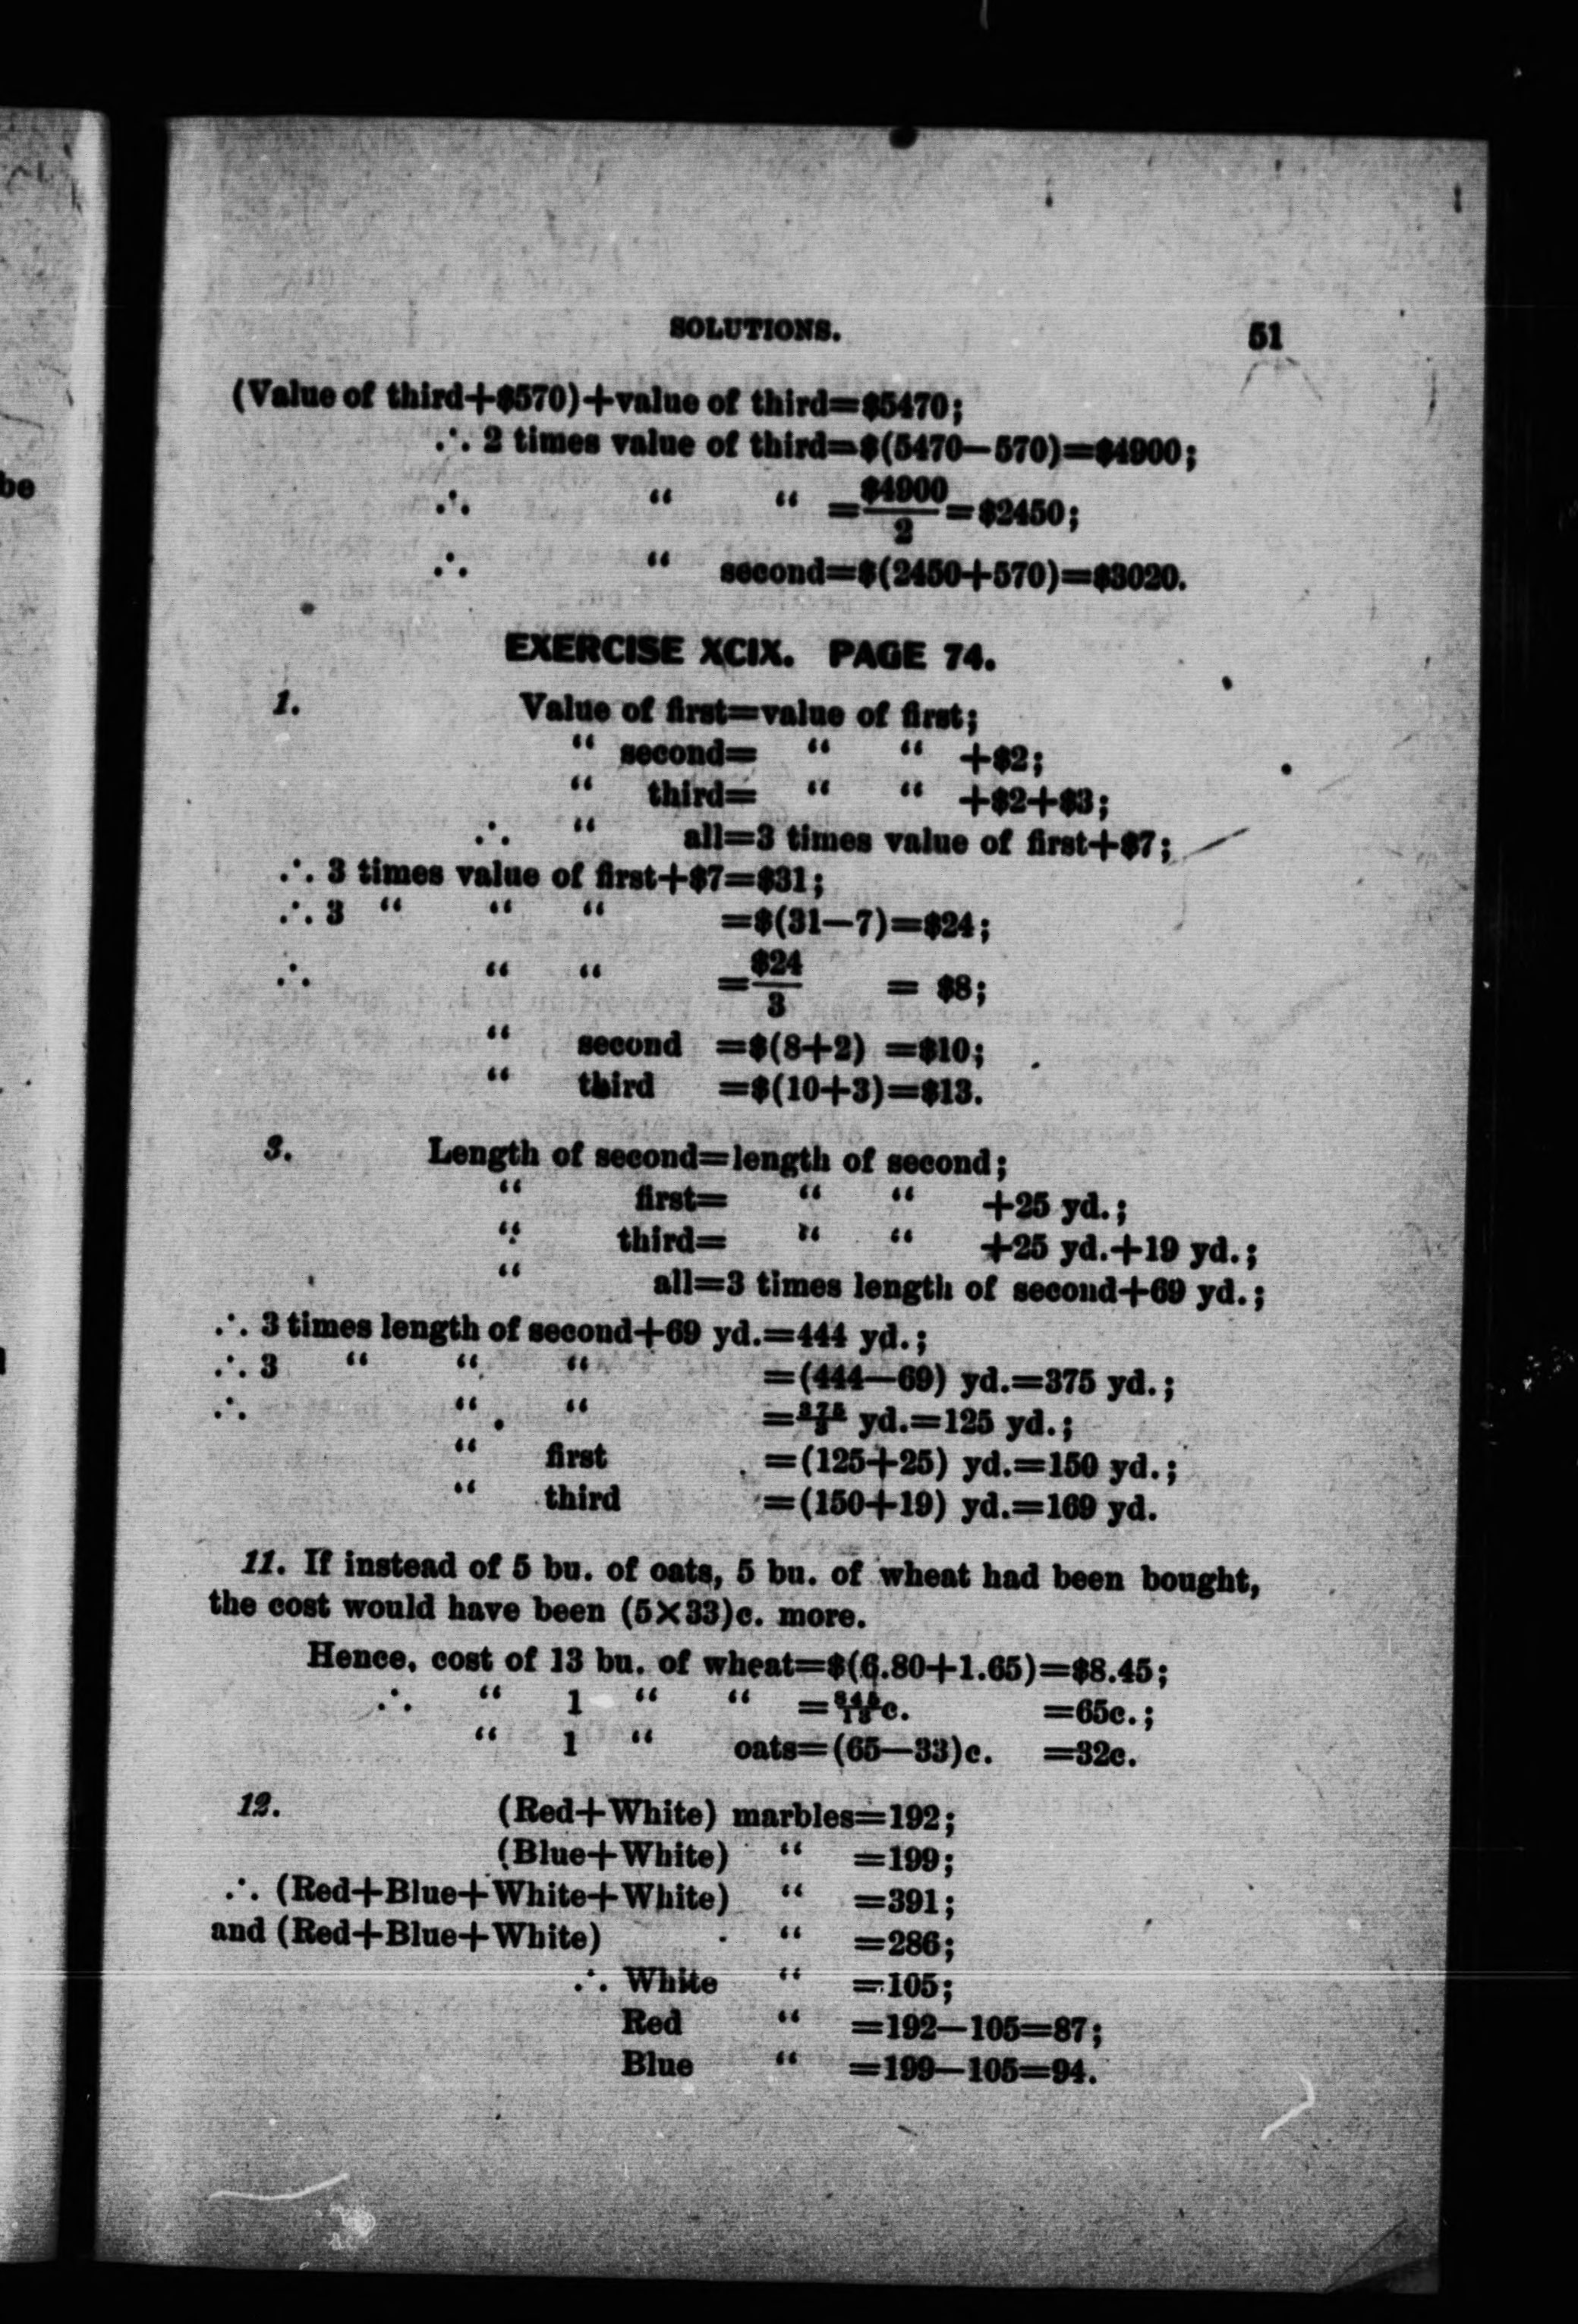 be
SOLUTIONS. 51
(Value of third+$570)+value of third=$5470;
∴ 2 times value of third=$(5470—570)=$4900;
∴ “ “ =$4900/2=$2450;
∴ “ second=$(2450+570)=$3020.
EXERCISE XCIX. PAGE 74.
1. Value of first=value of first;
“ second= “ “ +$2;
“ third= “ “ +$2+$3;
∴ “ all=3 times value of first+$7;
∴ 3 times value of first+$7=$31;
∴ 3 “ “ “ =$(31—7)=$24;
∴ “ “ =$24/3 = $8;
“ second =$(8+2) =$10;
“ third =$(10+3)=$13.
3. Length of second=length of second;
“ first= “ “ +25 yd.;
“ third= “ “ +25 yd.+19 yd.;
“ all=3 times length of second+69 yd.;
∴ 3 times length of second+69 yd.=444 yd.;
∴ 3 “ “ “ =(444—69) yd.=375 yd.;
∴ “ “ =375/3 yd.=125 yd.;
“ first =(125+25) yd.=150 yd.;
“ third =(150+19) yd.=169 yd.
11. If instead of 5 bu. of oats, 5 bu. of wheat had been bought,
the cost would have been (5×33)c. more.
Hence, cost of 13 bu. of wheat=$(6.80+1.65)=$8.45;
∴ “ 1 “ “ =845/13c. =65c.;
“ 1 “ oats=(65—33)c. =32c.
12. (Red+White) marbles=192;
(Blue+White) “ =199;
∴ (Red+Blue+White+White) “ =391;
and (Red+Blue+White) “ =286;
∴ White “ =105;
Red “ =192—105=87;
Blue “ =199—105=94.